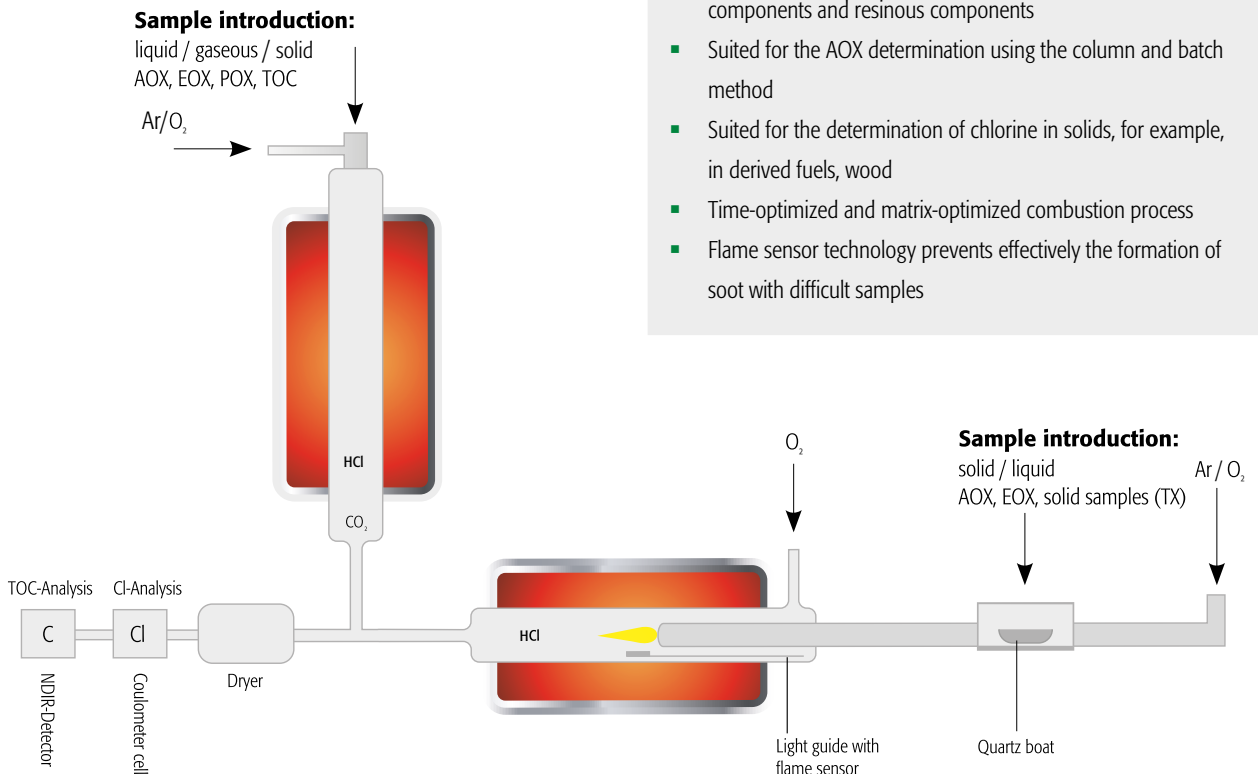 Sample introduction:
liquid / gaseous / solid
AOX, EOX, POX, TOC
Ar/O₂
components and resinous components
▪ Suited for the AOX determination using the column and batch
method
▪ Suited for the determination of chlorine in solids, for example,
in derived fuels, wood
▪ Time-optimized and matrix-optimized combustion process
▪ Flame sensor technology prevents effectively the formation of
soot with difficult samples
HCl
CO₂
O₂
Sample introduction:
solid / liquid
AOX, EOX, solid samples (TX)
Ar / O₂
TOC-Analysis
Cl-Analysis
C
Cl
HCl
Dryer
NDIR-Detector
Coulometer cell
Light guide with
flame sensor
Quartz boat